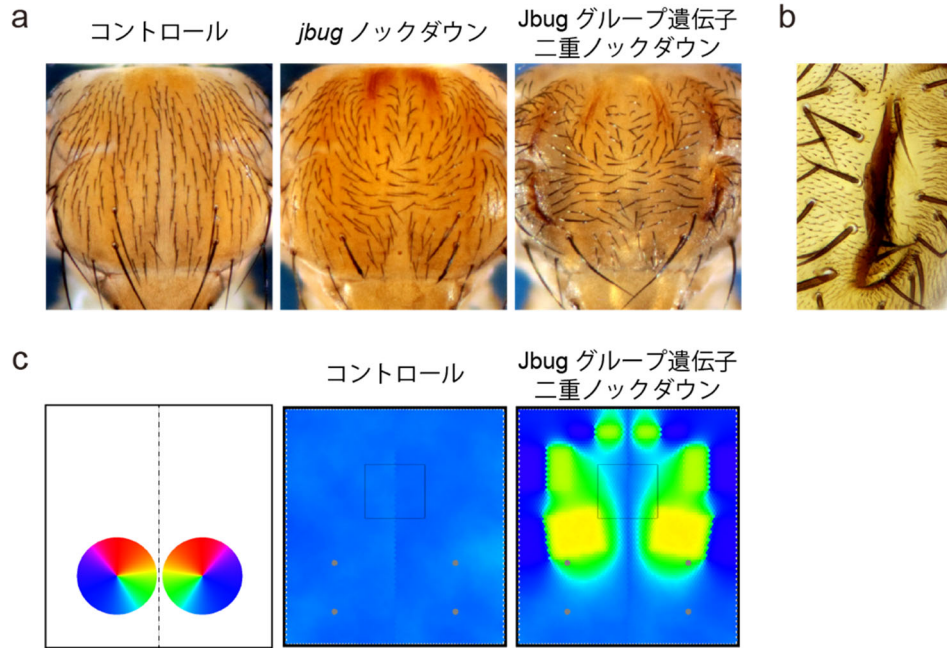 a
コントロール
jbug ノックダウン
Jbug グループ遺伝子
二重ノックダウン
b
c
コントロール
Jbug グループ遺伝子
二重ノックダウン